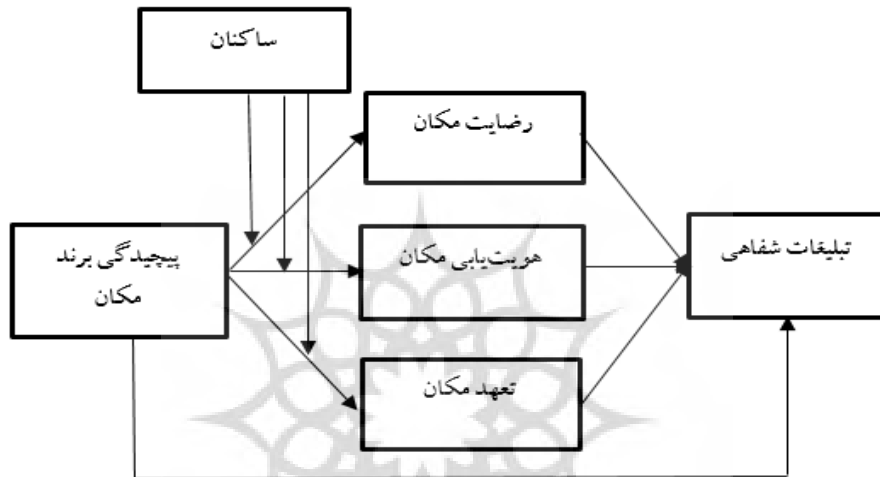 ساکنان
رضایت مکان
پیچیدگی برند
مکان
هویت‌یابی مکان
تبلیغات شفاهی
تعهد مکان